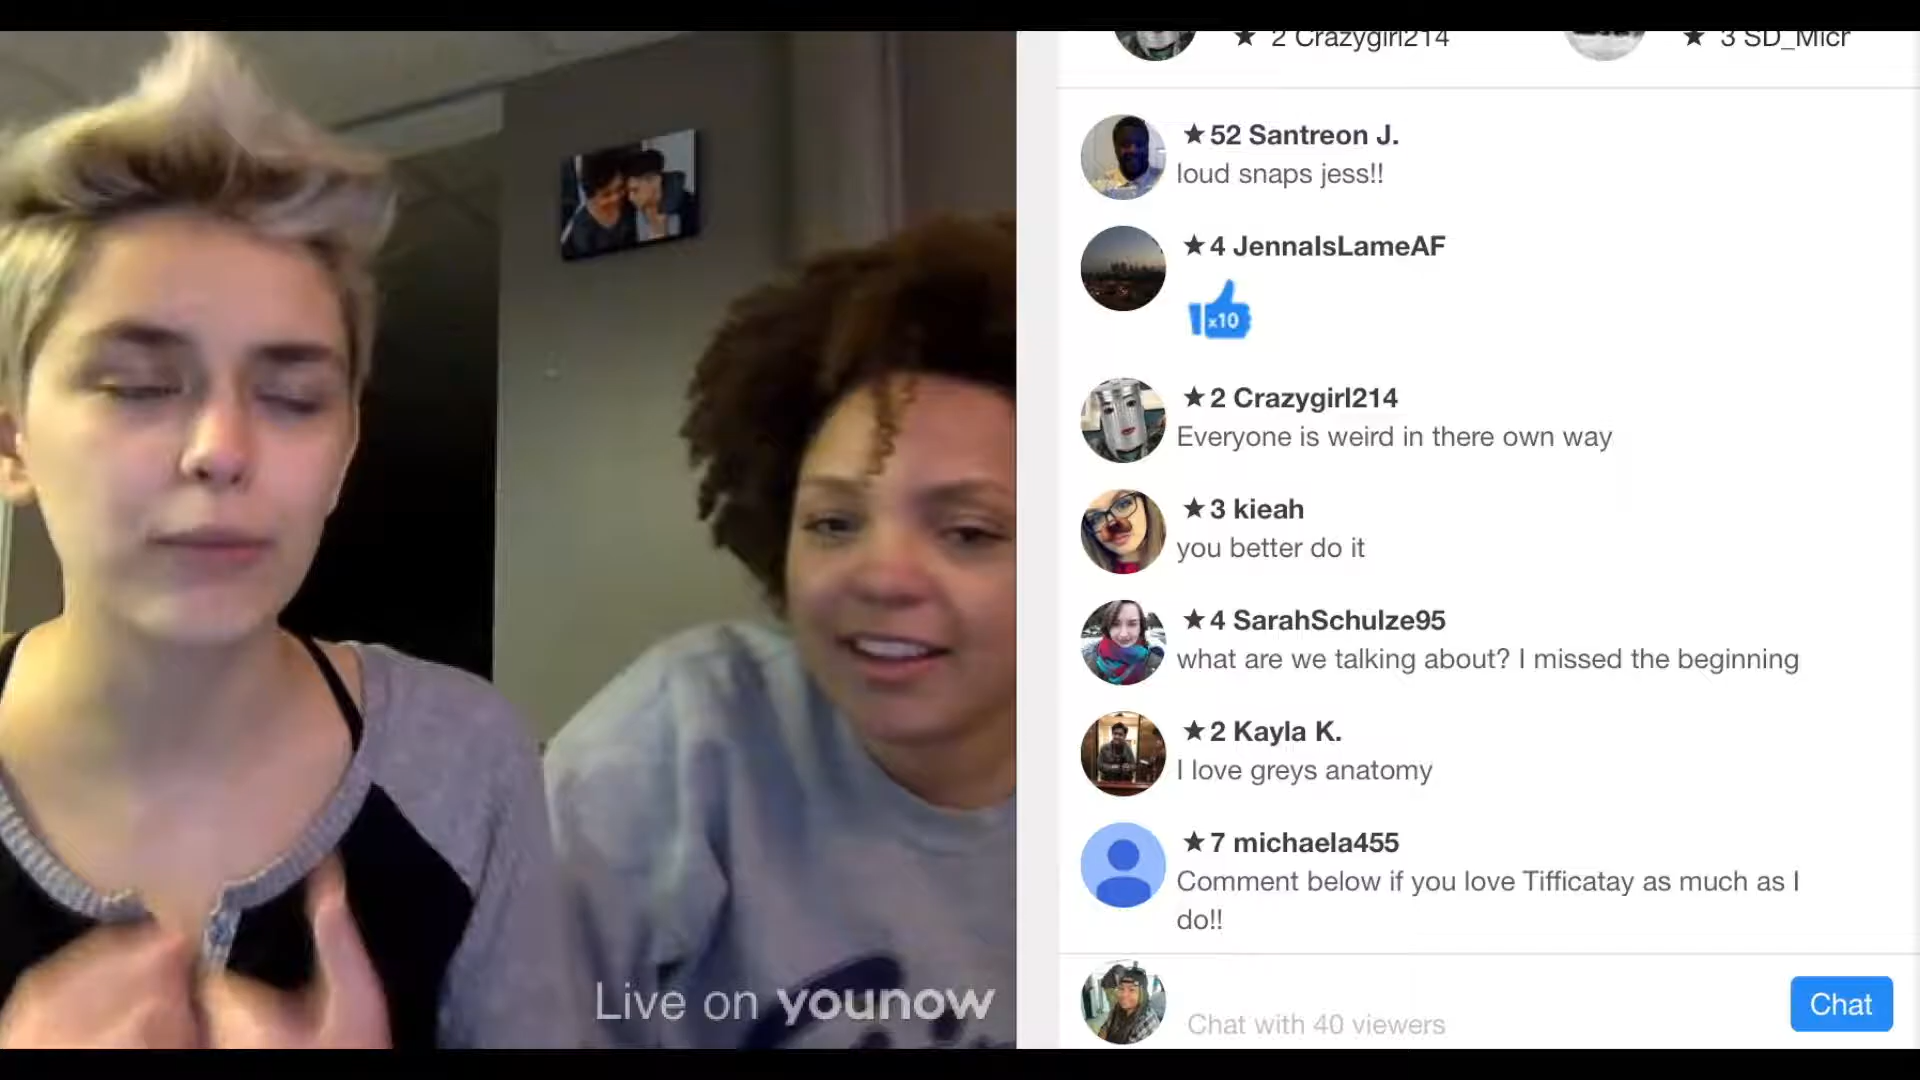 ★ 2 Crazygirl214
★ 3 SD_Micr
★ 52 Santreon J.
loud snaps jess!!
★ 4 JennaIsLameAF
x10
★ 2 Crazygirl214
Everyone is weird in there own way
★ 3 kieah
you better do it
★ 4 SarahSchulze95
what are we talking about? I missed the beginning
★ 2 Kayla K.
I love greys anatomy
★ 7 michaela455
Comment below if you love Tifficatay as much as I
do!!
Chat with 40 viewers
Chat
Live on younow